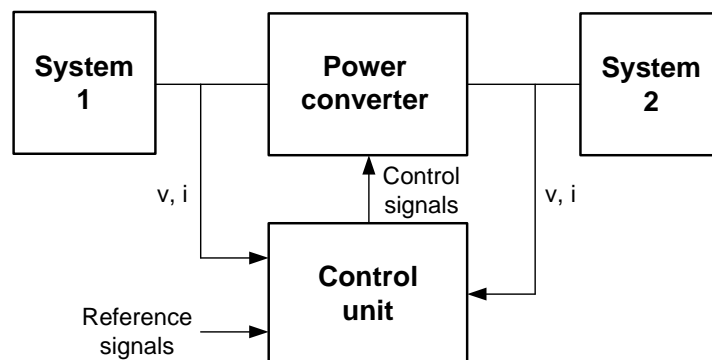 System
1
Power
converter
System
2
v, i
Control
signals
v, i
Control
unit
Reference
signals